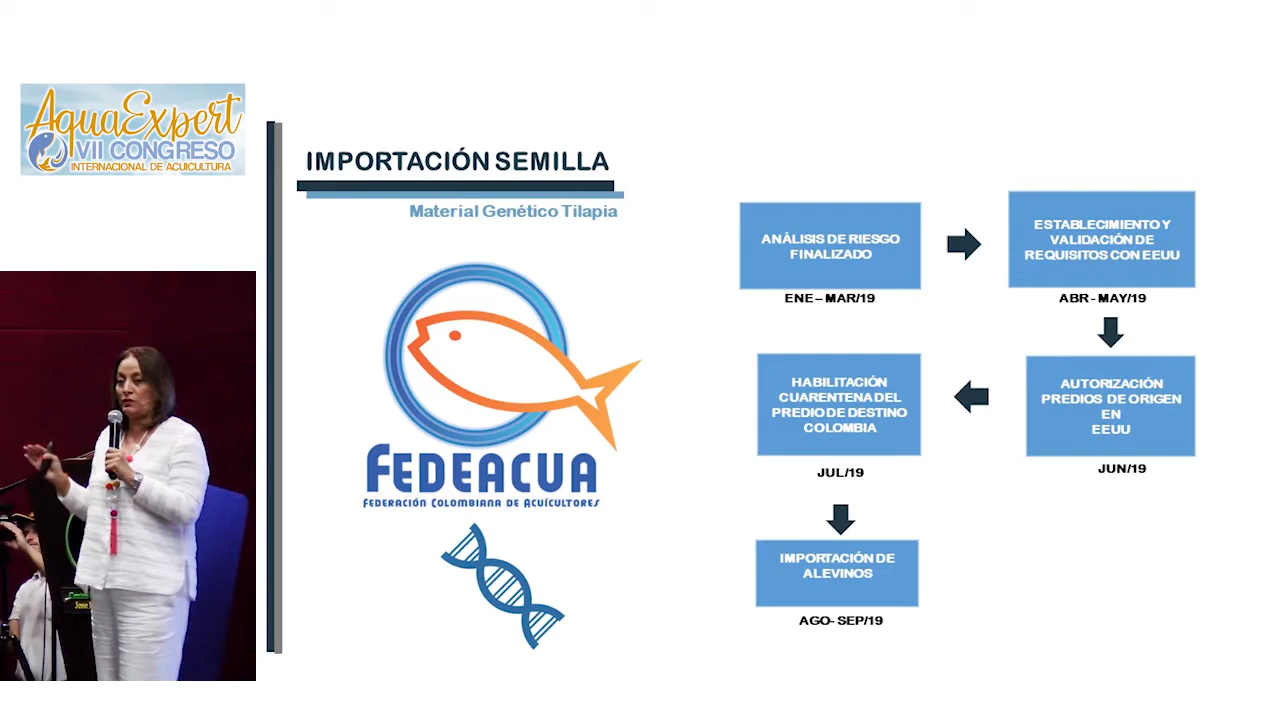 AquaExpert
VII CONGRESO
INTERNACIONAL DE ACUICULTURA
IMPORTACIÓN SEMILLA
Material Genético Tilapia
FEDEACUA
FEDERACIÓN COLOMBIANA DE ACUÍCULTORES
ANÁLISIS DE RIESGO
FINALIZADO
ENE – MAR/19
ESTABLECIMIENTO Y
VALIDACIÓN DE
REQUISITOS CON EEUU
ABR - MAY/19
AUTORIZACIÓN
PREDIOS DE ORIGEN
EN
EEUU
JUN/19
HABILITACIÓN
CUARENTENA DEL
PREDIO DE DESTINO
COLOMBIA
JUL/19
IMPORTACIÓN DE
ALEVINOS
AGO- SEP/19